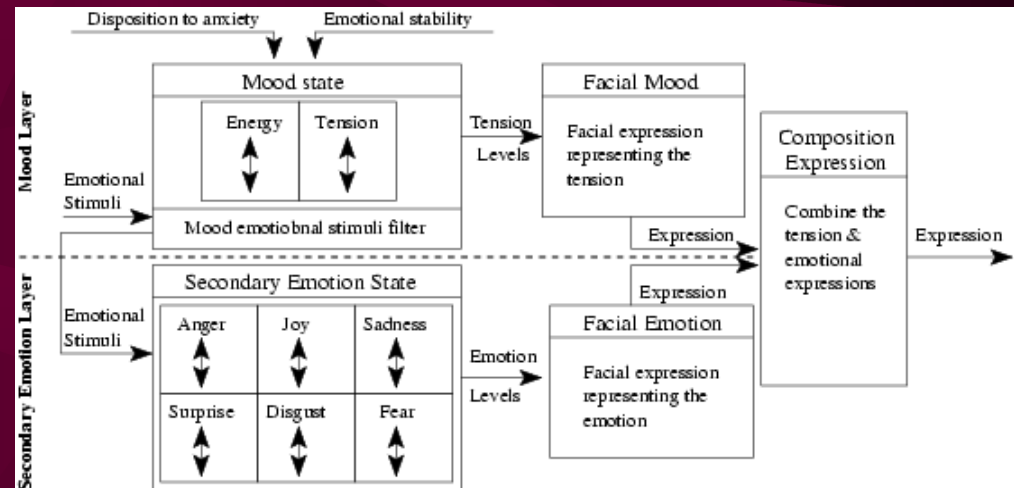 Disposition to anxiety
Emotional stability
Mood Layer
Mood state
Energy
Tension
Mood emotiobnal stimuli filter
Emotional
Stimuli
Tension
Levels
Facial Mood
Facial expression
representing the
tension
Expression
Composition
Expression
Combine the
tension &
emotional
expressions
Expression
Secondary Emotion Layer
Emotional
Stimuli
Secondary Emotion State
Anger
Joy
Sadness
Surprise
Disgust
Fear
Emotion
Levels
Expression
Facial Emotion
Facial expression
representing the
emotion